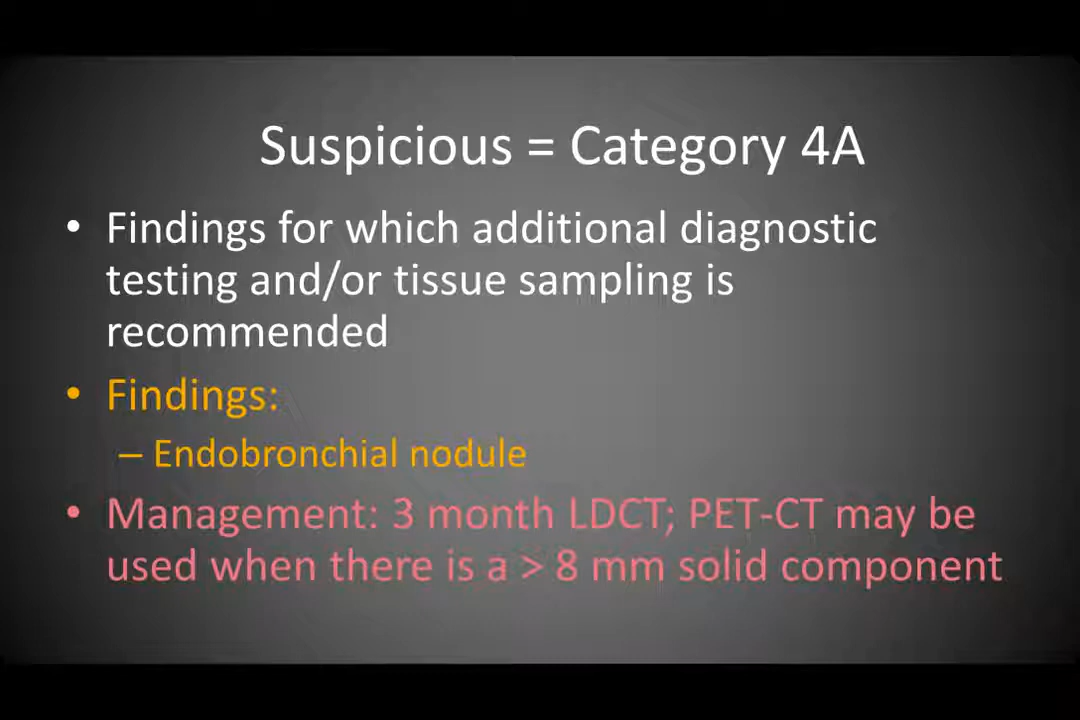 Suspicious = Category 4A
• Findings for which additional diagnostic
testing and/or tissue sampling is
recommended
• Findings:
– Endobronchial nodule
• Management: 3 month LDCT; PET-CT may be
used when there is a > 8 mm solid component